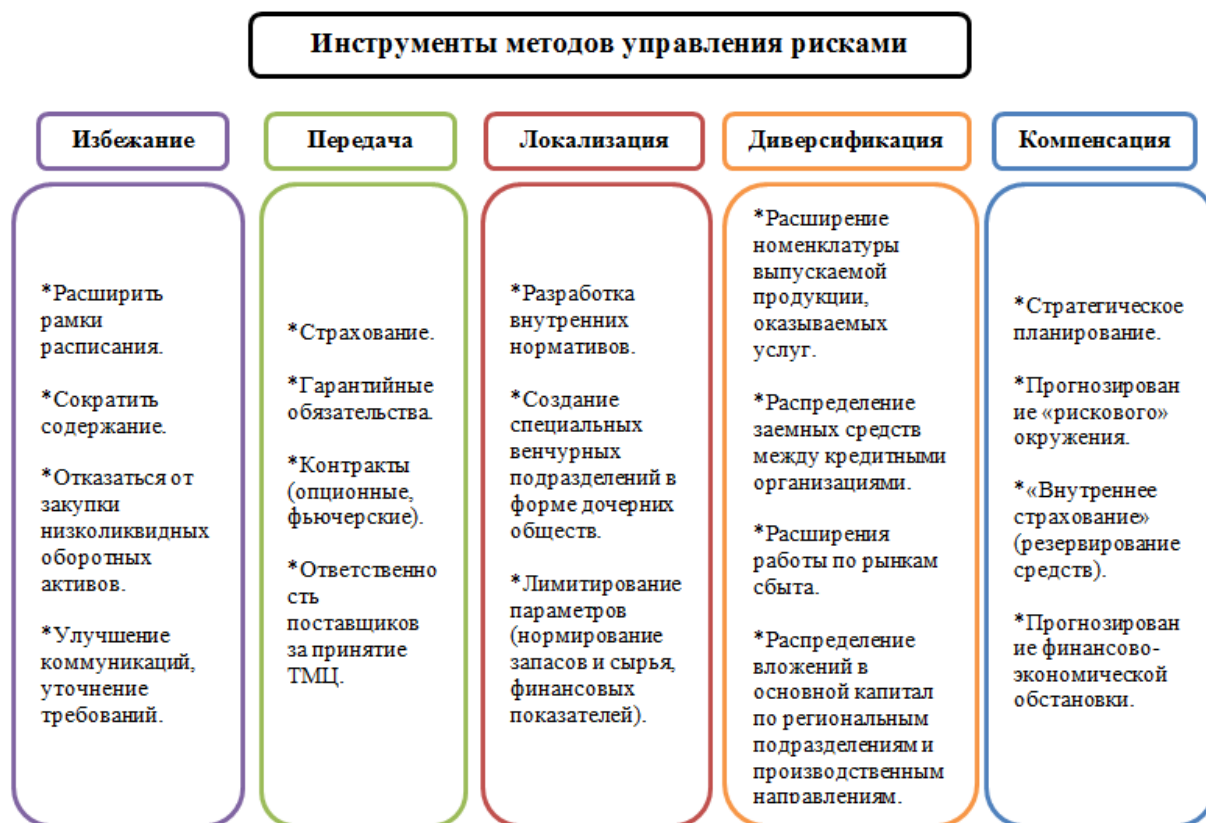 Инструменты методов управления рисками
Избежание
*Расширить
рамки
расписания.
*Сократить
содержание.
*Отказаться от
закупки
низколиквидных
оборотных
активов.
*Улучшение
коммуникаций,
уточнение
требований.
Передача
*Страхование.
*Гарантийные
обязательства.
*Контракты
(опционные,
фьючерские).
*Ответственно
сть
поставщиков
за принятие
ТМЦ.
Локализация
*Разработка
внутренних
нормативов.
*Создание
специальных
венчурных
подразделений в
форме дочерних
обществ.
*Лимитирование
параметров
(нормирование
запасов и сырья,
финансовых
показателей).
Диверсификация
*Расширение
номенклатуры
выпускаемой
продукции,
оказываемых
услуг.
*Распределение
заемных средств
между кредитными
организациями.
*Расширения
работы по рынкам
сбыта.
*Распределение
вложений в
основной капитал
по региональным
подразделениям и
производственным
направлениям.
Компенсация
*Стратегическое
планирование.
*Прогнозирован
ие «рискового»
окружения.
*«Внутреннее
страхование»
(резервирование
средств).
*Прогнозирован
ие финансово-
экономической
обстановки.